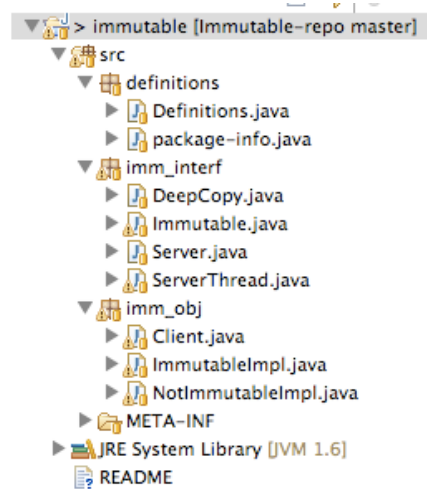 > immutable [Immutable-repo master]
src
definitions
Definitions.java
package-info.java
imm_interf
DeepCopy.java
Immutable.java
Server.java
ServerThread.java
imm_obj
Client.java
ImmutableImpl.java
NotImmutableImpl.java
META-INF
JRE System Library [JVM 1.6]
README